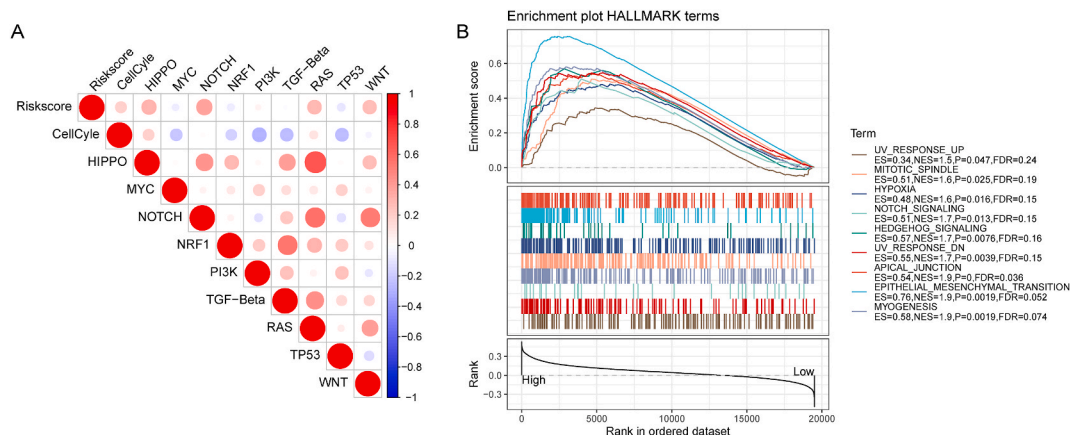 A
Riskscore
CellCyle
HIPPO
MYC
NOTCH
NRF1
PI3K
TGF-Beta
RAS
TP53
WNT
Riskscore
CellCyle
HIPPO
MYC
NOTCH
NRF1
PI3K
TGF-Beta
RAS
TP53
WNT
1
0.8
0.6
0.4
0.2
0
-0.2
-0.4
-0.6
-0.8
-1
B
Enrichment plot HALLMARK terms
Enrichment score
0.6
0.4
0.2
0.0
Rank
0.3
0.0
-0.3
High
Low
0
5000
10000
15000
20000
Rank in ordered dataset
Term
UV_RESPONSE_UP
ES=0.34,NES=1.5,P=0.047,FDR=0.24
MITOTIC_SPINDLE
ES=0.51,NES=1.6,P=0.025,FDR=0.19
HYPOXIA
ES=0.48,NES=1.6,P=0.016,FDR=0.15
NOTCH_SIGNALING
ES=0.51,NES=1.7,P=0.013,FDR=0.15
HEDGEHOG_SIGNALING
ES=0.57,NES=1.7,P=0.0076,FDR=0.16
UV_RESPONSE_DN
ES=0.55,NES=1.7,P=0.0039,FDR=0.15
APICAL_JUNCTION
ES=0.54,NES=1.9,P=0,FDR=0.036
EPITHELIAL_MESENCHYMAL_TRANSITION
ES=0.76,NES=1.9,P=0.0019,FDR=0.052
MYOGENESIS
ES=0.58,NES=1.9,P=0.0019,FDR=0.074